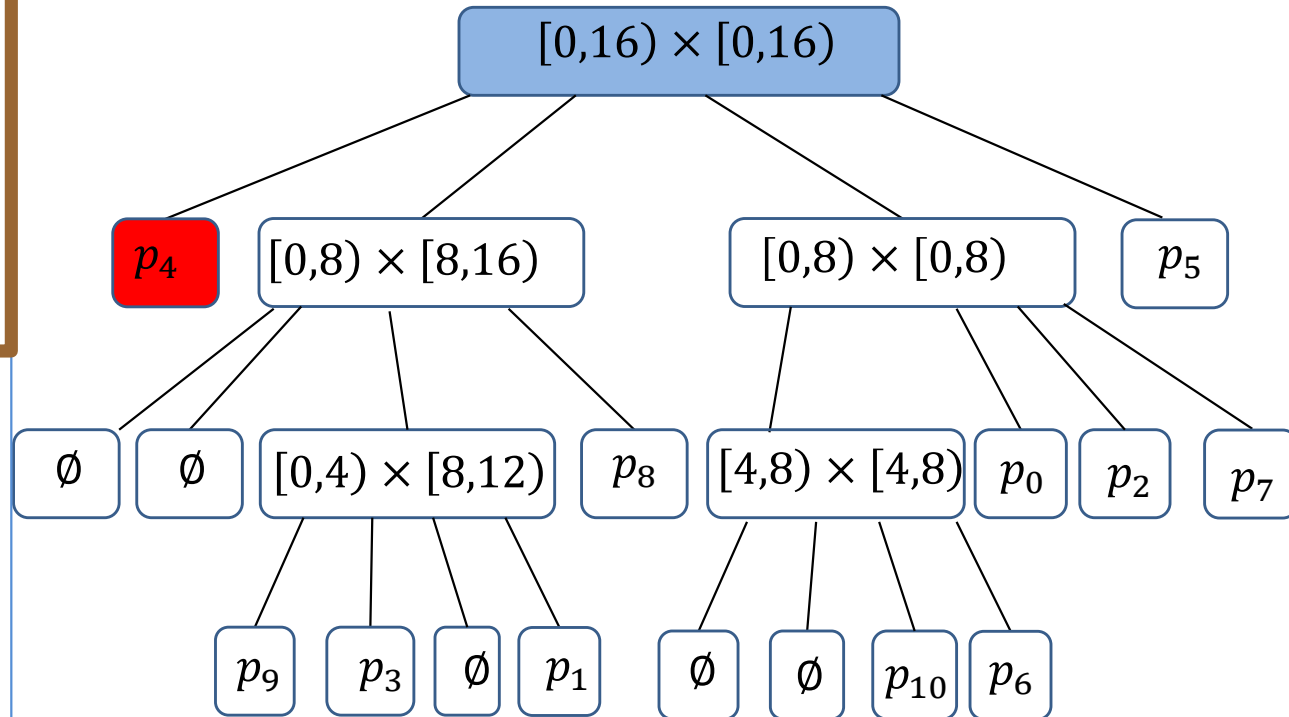 [0,16) × [0,16)
p₄ [0,8) × [8,16) [0,8) × [0,8) p₅
∅ ∅ [0,4) × [8,12) p₈ [4,8) × [4,8) p₀ p₂ p₇
p₉ p₃ ∅ p₁ ∅ ∅ p₁₀ p₆